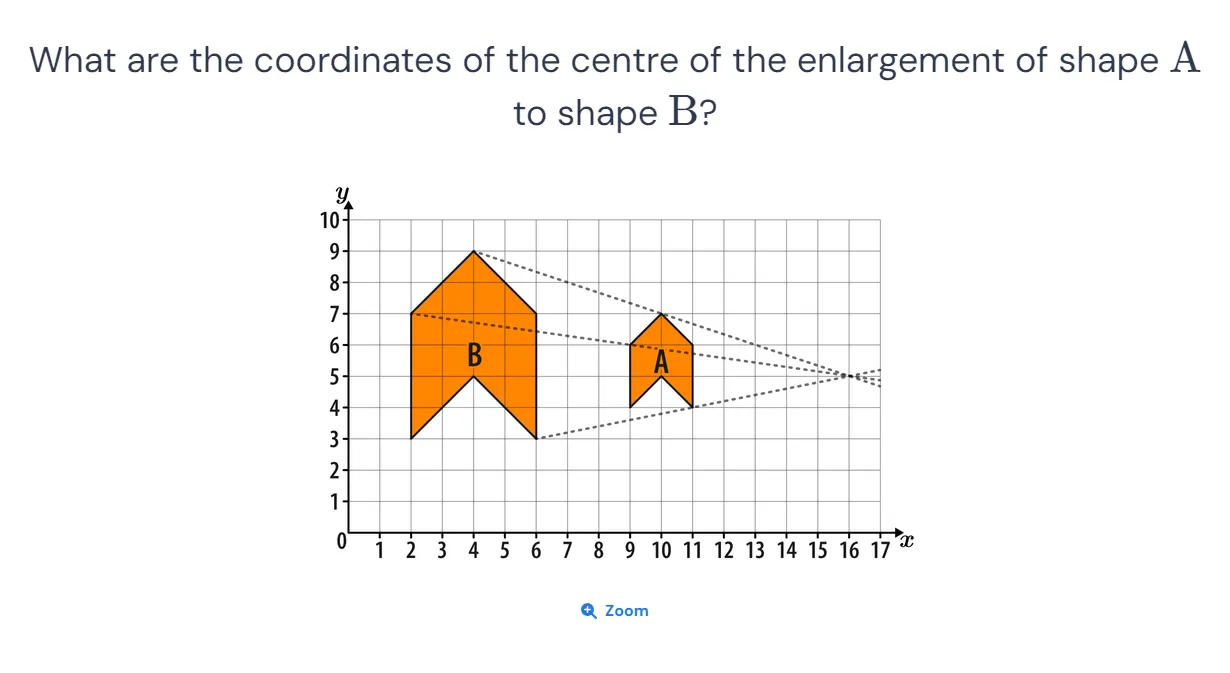 What are the coordinates of the centre of the enlargement of shape A
to shape B?
y
10
9
8
7
6
5
4
3
2
1
0
B
A
1 2 3 4 5 6 7 8 9 10 11 12 13 14 15 16 17 x
Zoom